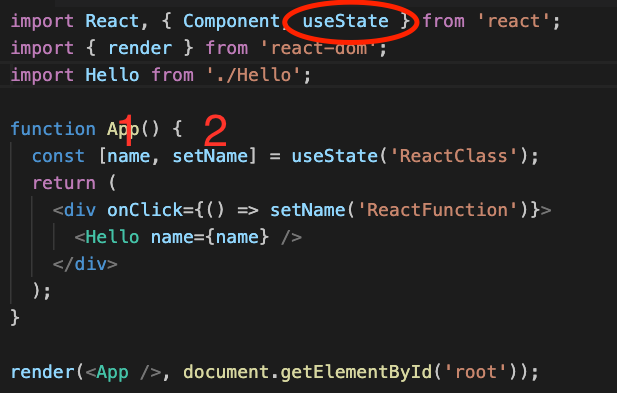 import React, { Component, useState } from 'react';
import { render } from 'react-dom';
import Hello from './Hello';
function App() {
1 2
const [name, setName] = useState('ReactClass');
return (
<div onClick={() => setName('ReactFunction')}>
<Hello name={name} />
</div>
);
}
render(<App />, document.getElementById('root'));